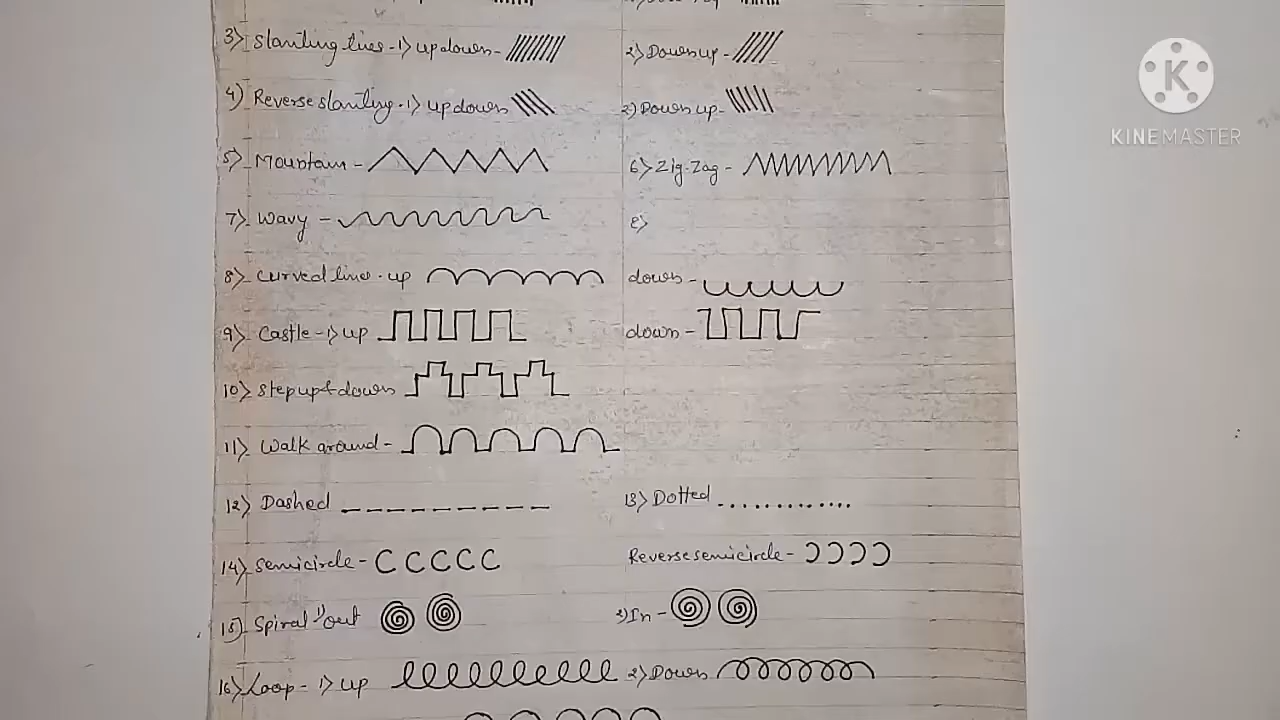 3) Slanting lines - 1) up down - 2) Down up -
4) Reverse slanting - 1) up down 2) Down up -
5) Mountain - 6) Zig-Zag -
7) Wavy - 8)
8) Curved line - up down -
9) Castle - 1) up down -
10) Step up & down
11) Walk around -
12) Dashed 13) Dotted
14) Semicircle - Reverse semicircle -
15) Spiral 1) out 2) In -
16) Loop - 1) up 2) Down
K
KINEMASTER